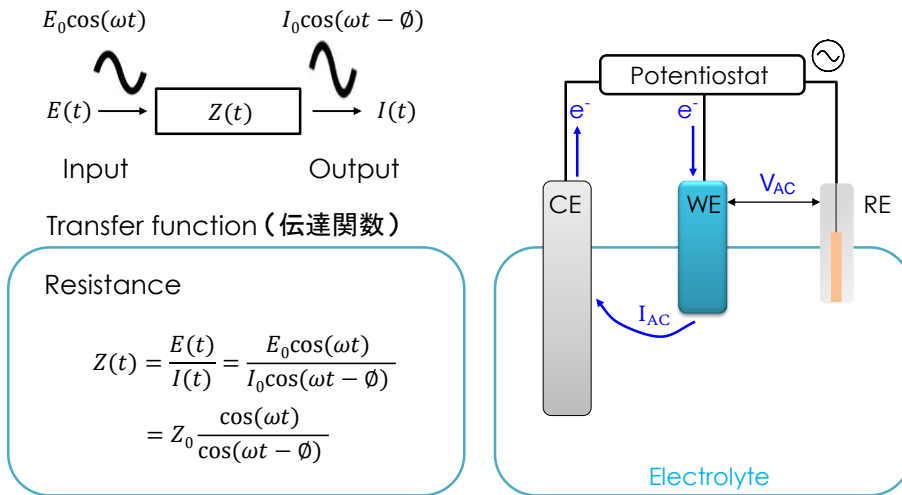 E₀cos(ωt)
I₀cos(ωt − ∅)
E(t)
Z(t)
I(t)
Input
Output
Transfer function (伝達関数)
Resistance
Z(t) = E(t)/I(t) = E₀cos(ωt)/I₀cos(ωt − ∅)
= Z₀ cos(ωt)/cos(ωt − ∅)
Potentiostat
e⁻
e⁻
CE
WE
V_AC
RE
I_AC
Electrolyte